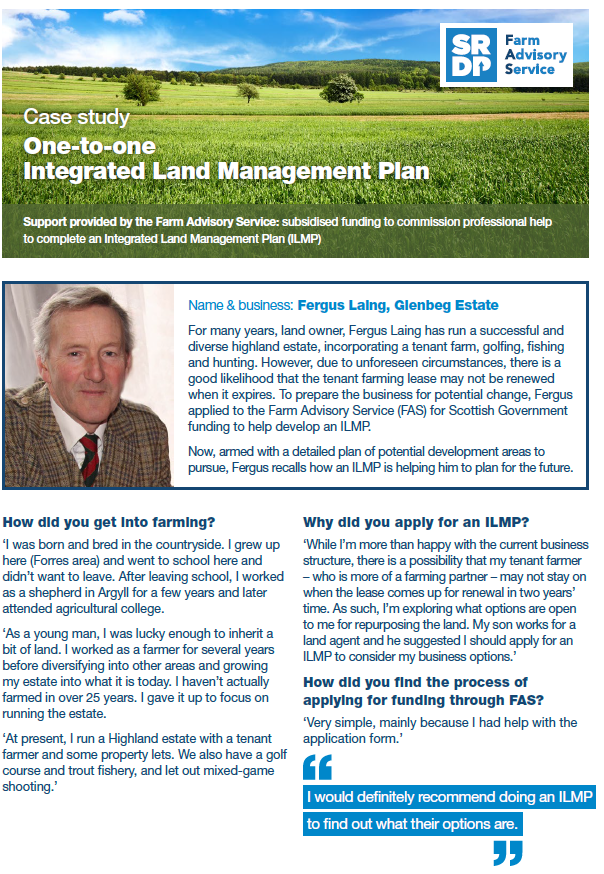 SR
DP
Farm
Advisory
Service
Case study
One-to-one
Integrated Land Management Plan
Support provided by the Farm Advisory Service: subsidised funding to commission professional help
to complete an Integrated Land Management Plan (ILMP)
Name & business: Fergus Laing, Glenbeg Estate
For many years, land owner, Fergus Laing has run a successful and
diverse highland estate, incorporating a tenant farm, golfing, fishing
and hunting. However, due to unforeseen circumstances, there is a
good likelihood that the tenant farming lease may not be renewed
when it expires. To prepare the business for potential change, Fergus
applied to the Farm Advisory Service (FAS) for Scottish Government
funding to help develop an ILMP.
Now, armed with a detailed plan of potential development areas to
pursue, Fergus recalls how an ILMP is helping him to plan for the future.
How did you get into farming?
‘I was born and bred in the countryside. I grew up
here (Forres area) and went to school here and
didn’t want to leave. After leaving school, I worked
as a shepherd in Argyll for a few years and later
attended agricultural college.
‘As a young man, I was lucky enough to inherit a
bit of land. I worked as a farmer for several years
before diversifying into other areas and growing
my estate into what it is today. I haven’t actually
farmed in over 25 years. I gave it up to focus on
running the estate.
‘At present, I run a Highland estate with a tenant
farmer and some property lets. We also have a golf
course and trout fishery, and let out mixed-game
shooting.’
Why did you apply for an ILMP?
‘While I’m more than happy with the current business
structure, there is a possibility that my tenant farmer
– who is more of a farming partner – may not stay on
when the lease comes up for renewal in two years’
time. As such, I’m exploring what options are open
to me for repurposing the land. My son works for a
land agent and he suggested I should apply for an
ILMP to consider my business options.’
How did you find the process of
applying for funding through FAS?
‘Very simple, mainly because I had help with the
application form.’
“
I would definitely recommend doing an ILMP
to find out what their options are.
”